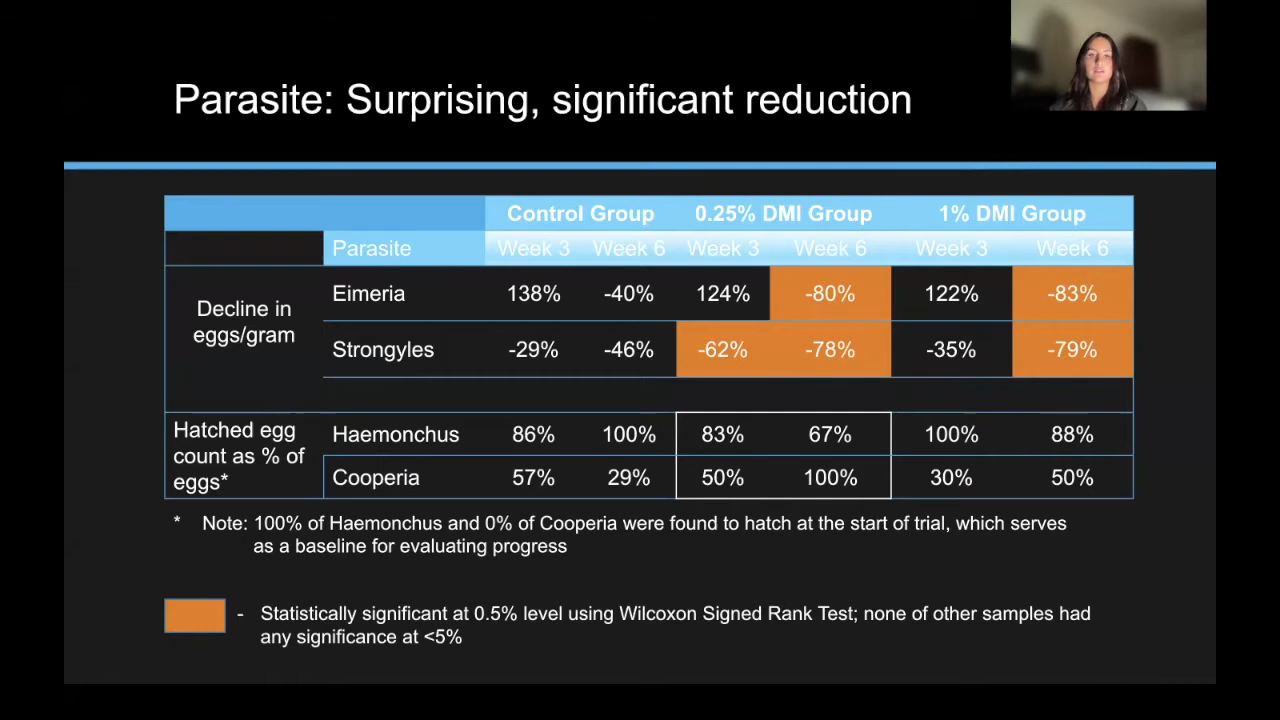 Parasite: Surprising, significant reduction
Control Group 0.25% DMI Group 1% DMI Group
Parasite Week 3 Week 6 Week 3 Week 6 Week 3 Week 6
Decline in
eggs/gram
Eimeria 138% -40% 124% -80% 122% -83%
Strongyles -29% -46% -62% -78% -35% -79%
Hatched egg
count as % of
eggs*
Haemonchus 86% 100% 83% 67% 100% 88%
Cooperia 57% 29% 50% 100% 30% 50%
* Note: 100% of Haemonchus and 0% of Cooperia were found to hatch at the start of trial, which serves
as a baseline for evaluating progress
- Statistically significant at 0.5% level using Wilcoxon Signed Rank Test; none of other samples had
any significance at <5%